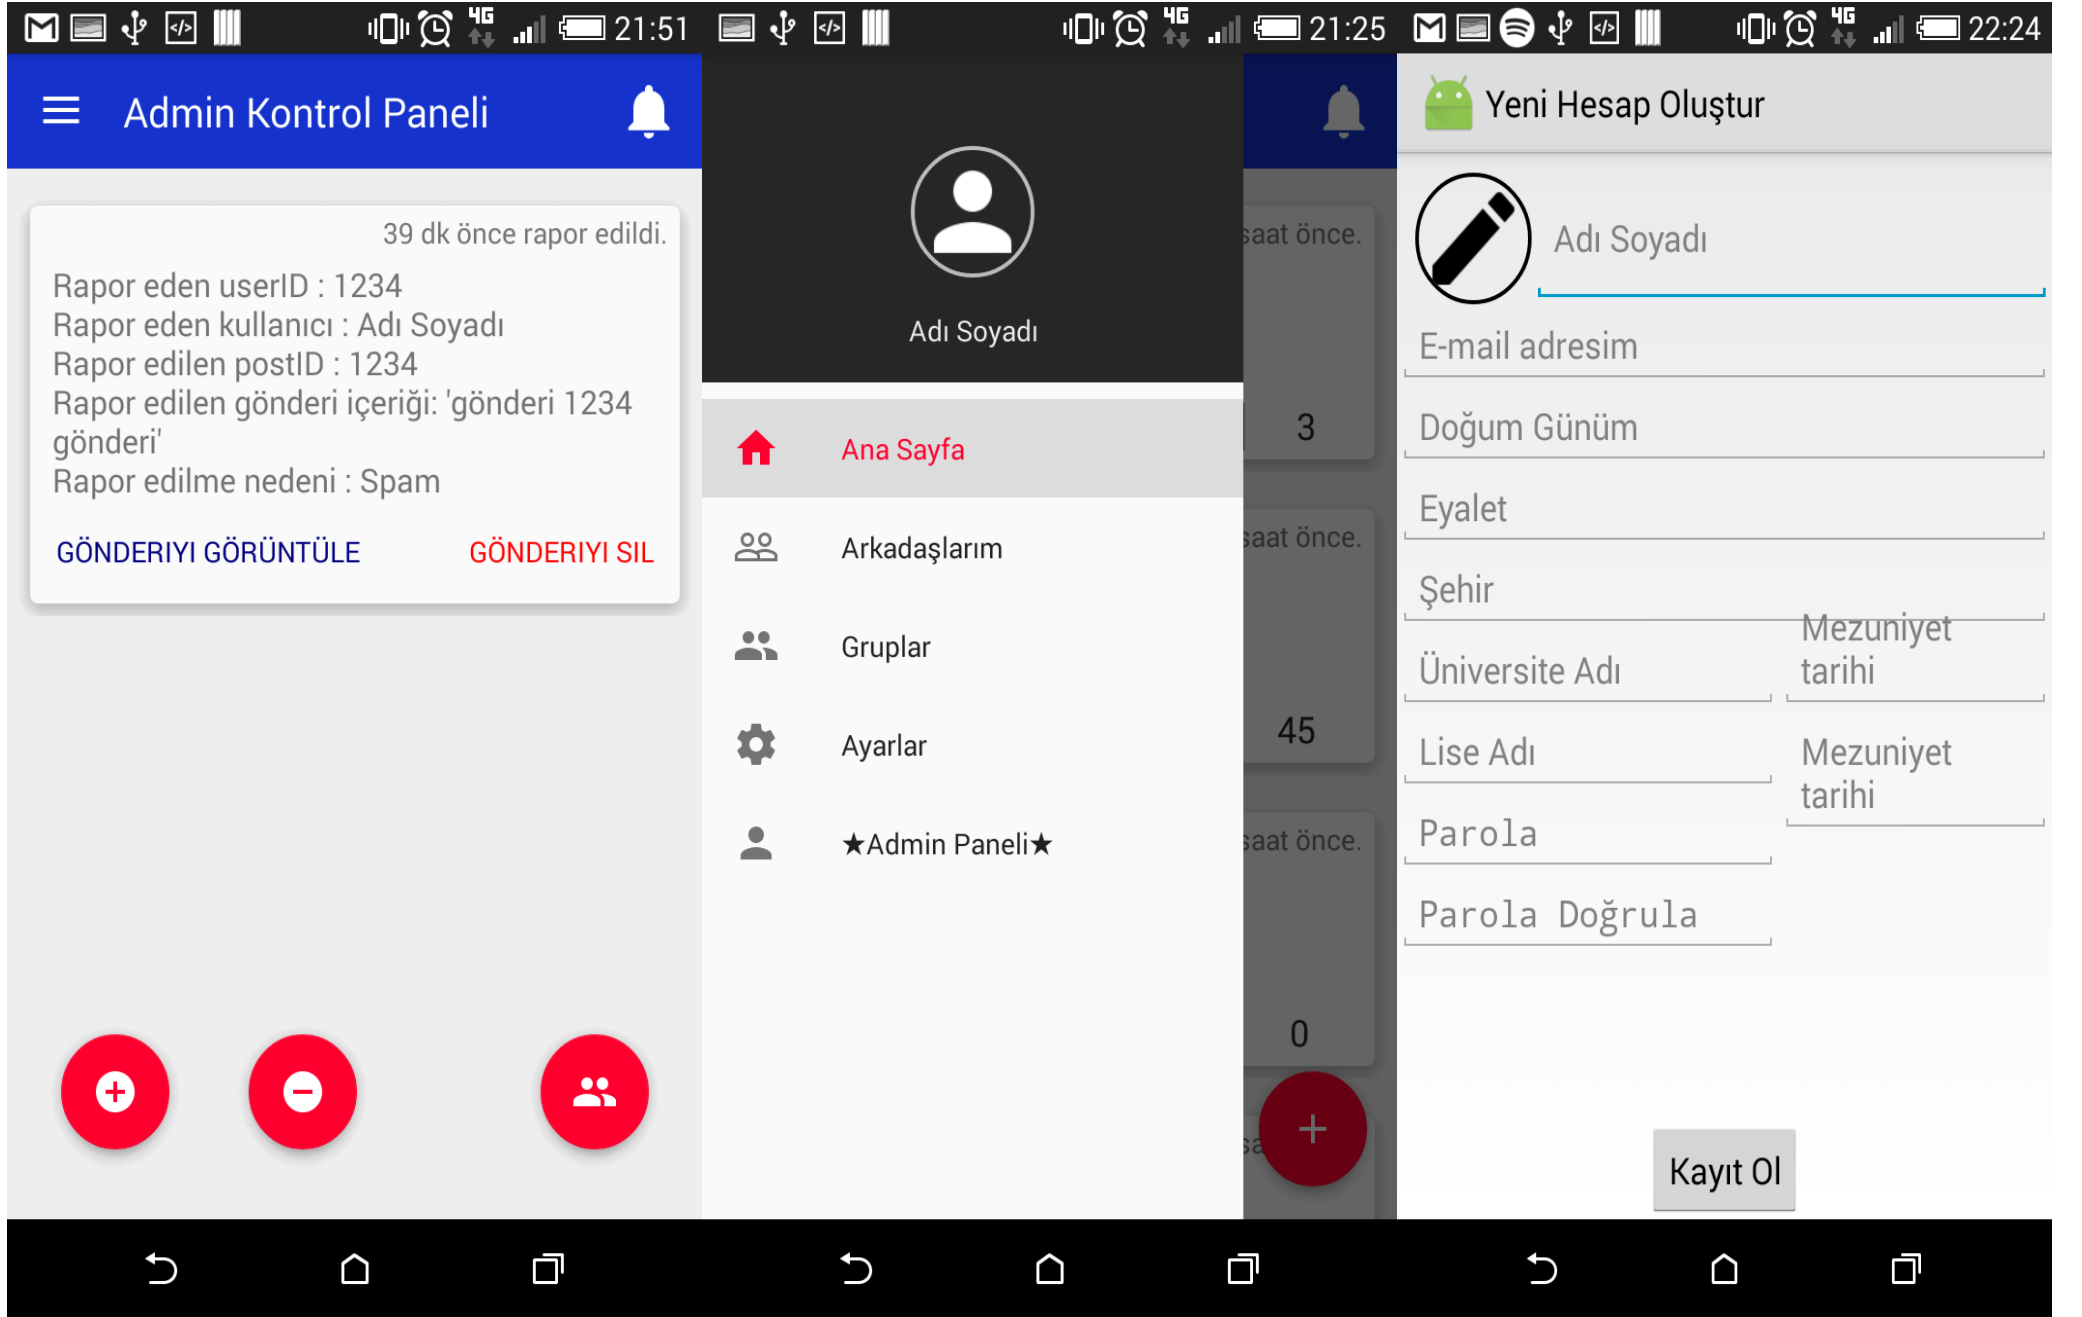 4G 21:51
Admin Kontrol Paneli
39 dk önce rapor edildi.
Rapor eden userID : 1234
Rapor eden kullanıcı : Adı Soyadı
Rapor edilen postID : 1234
Rapor edilen gönderi içeriği: 'gönderi 1234
gönderi'
Rapor edilme nedeni : Spam
GÖNDERIYI GÖRÜNTÜLE GÖNDERIYI SIL
4G 21:25
Adı Soyadı
Ana Sayfa
Arkadaşlarım
Gruplar
Ayarlar
★Admin Paneli★
saat önce.
3
saat önce.
45
saat önce.
0
4G 22:24
Yeni Hesap Oluştur
Adı Soyadı
E-mail adresim
Doğum Günüm
Eyalet
Şehir
Üniversite Adı
Mezuniyet
tarihi
Lise Adı
Mezuniyet
tarihi
Parola
Parola Doğrula
Kayıt Ol